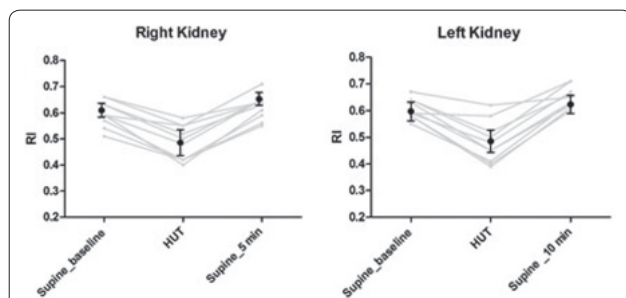 Right Kidney
0.8
0.7
0.6
0.5
0.4
0.3
0.2
RI
Supine_baseline
HUT
Supine_5 min
Left Kidney
0.8
0.7
0.6
0.5
0.4
0.3
0.2
RI
Supine_baseline
HUT
Supine_10 min